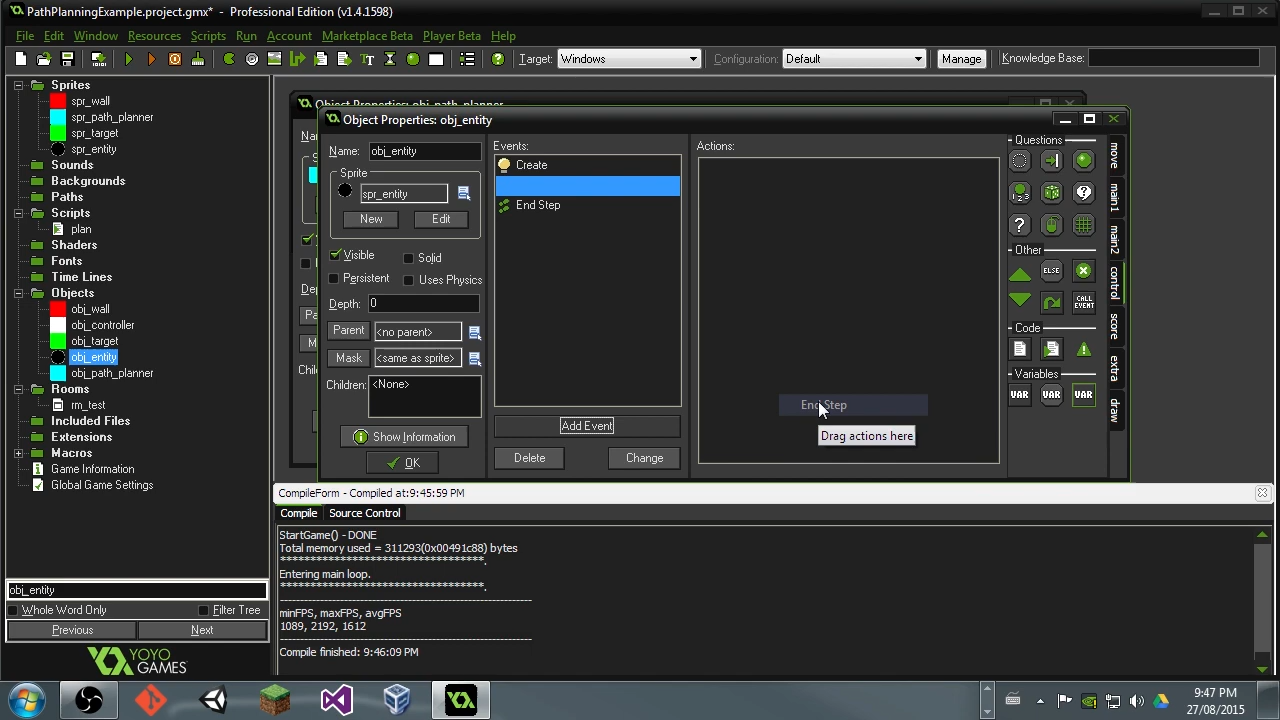 PathPlanningExample.project.gmx* - Professional Edition (v1.4.1598)
File Edit Window Resources Scripts Run Account Marketplace Beta Player Beta Help
Target: Windows Configuration: Default Manage Knowledge Base:
Sprites
spr_wall
spr_path_planner
spr_target
spr_entity
Sounds
Backgrounds
Paths
Scripts
plan
Shaders
Fonts
Time Lines
Objects
obj_wall
obj_controller
obj_target
obj_entity
obj_path_planner
Rooms
rm_test
Included Files
Extensions
Macros
Game Information
Global Game Settings
obj_entity
Whole Word Only Filter Tree
Previous Next
YOYO
GAMES
Object Properties: obj_path_planner
Object Properties: obj_entity
Name: obj_entity
Sprite
spr_entity
New Edit
Visible Solid
Persistent Uses Physics
Depth: 0
Parent <no parent>
Mask <same as sprite>
Children: <None>
Show Information
OK
Events:
Create
End Step
Add Event
Delete Change
Actions:
End Step
Drag actions here
Questions
Other
ELSE
CALL EVENT
Code
Variables
VAR VAR VAR
move
main1
main2
control
score
extra
draw
CompileForm - Compiled at:9:45:59 PM
Compile Source Control
StartGame() - DONE
Total memory used = 311293(0x00491c88) bytes
Entering main loop.
minFPS, maxFPS, avgFPS
1089, 2192, 1612
Compile finished: 9:46:09 PM
9:47 PM
27/08/2015